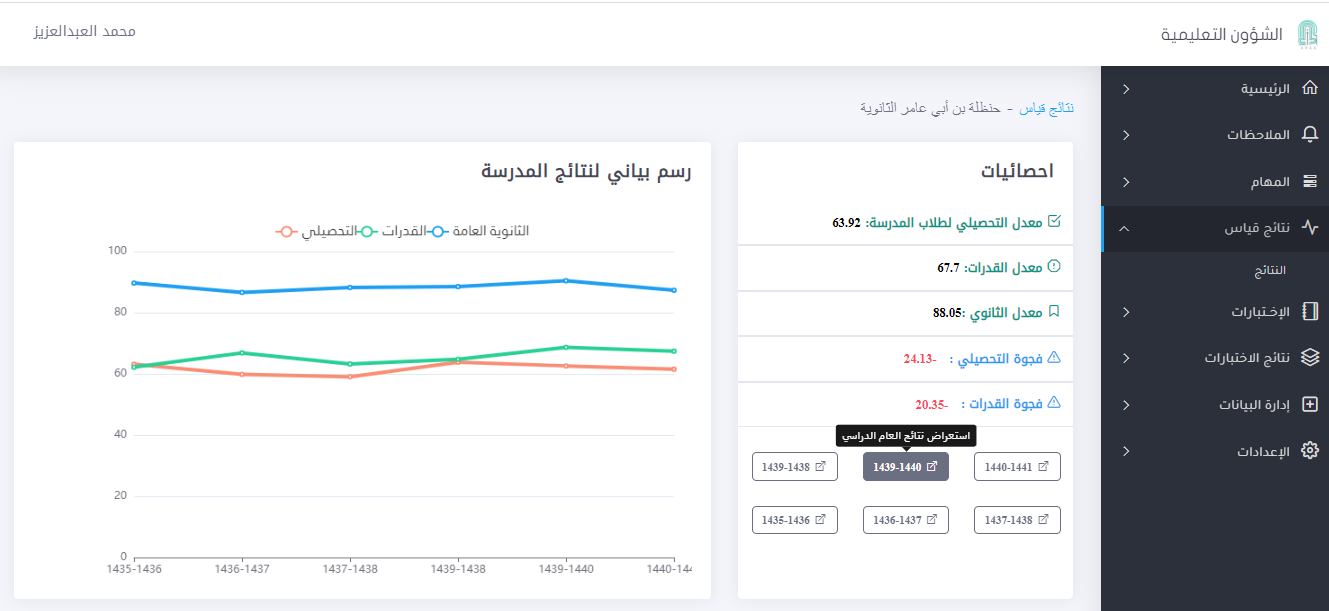 الشؤون التعليمية
محمد العبدالعزيز
الرئيسية
الملاحظات
المهام
نتائج قياس
النتائج
الإختبارات
نتائج الاختبارات
إدارة البيانات
الإعدادات
نتائج قياس - حنظلة بن أبي عامر الثانوية
احصائيات
معدل التحصيلي لطلاب المدرسة: 63.92
معدل القدرات: 67.7
معدل الثانوي :88.05
فجوة التحصيلي : -24.13
فجوة القدرات : -20.35
استعراض نتائج العام الدراسي
1440-1441
1439-1440
1439-1438
1437-1438
1436-1437
1435-1436
رسم بياني لنتائج المدرسة
الثانوية العامة
القدرات
التحصيلي
100
80
60
40
20
0
1435-1436
1436-1437
1437-1438
1439-1438
1439-1440